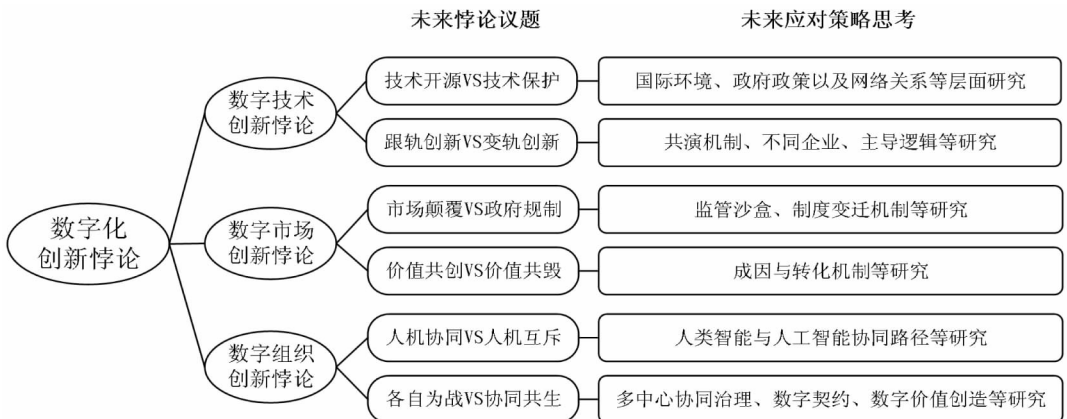 未来悖论议题
未来应对策略思考
数字化
创新悖论
数字技术
创新悖论
技术开源VS技术保护
国际环境、政府政策以及网络关系等层面研究
跟轨创新VS变轨创新
共演机制、不同企业、主导逻辑等研究
数字市场
创新悖论
市场颠覆VS政府规制
监管沙盒、制度变迁机制等研究
价值共创VS价值共毁
成因与转化机制等研究
数字组织
创新悖论
人机协同VS人机互斥
人类智能与人工智能协同路径等研究
各自为战VS协同共生
多中心协同治理、数字契约、数字价值创造等研究